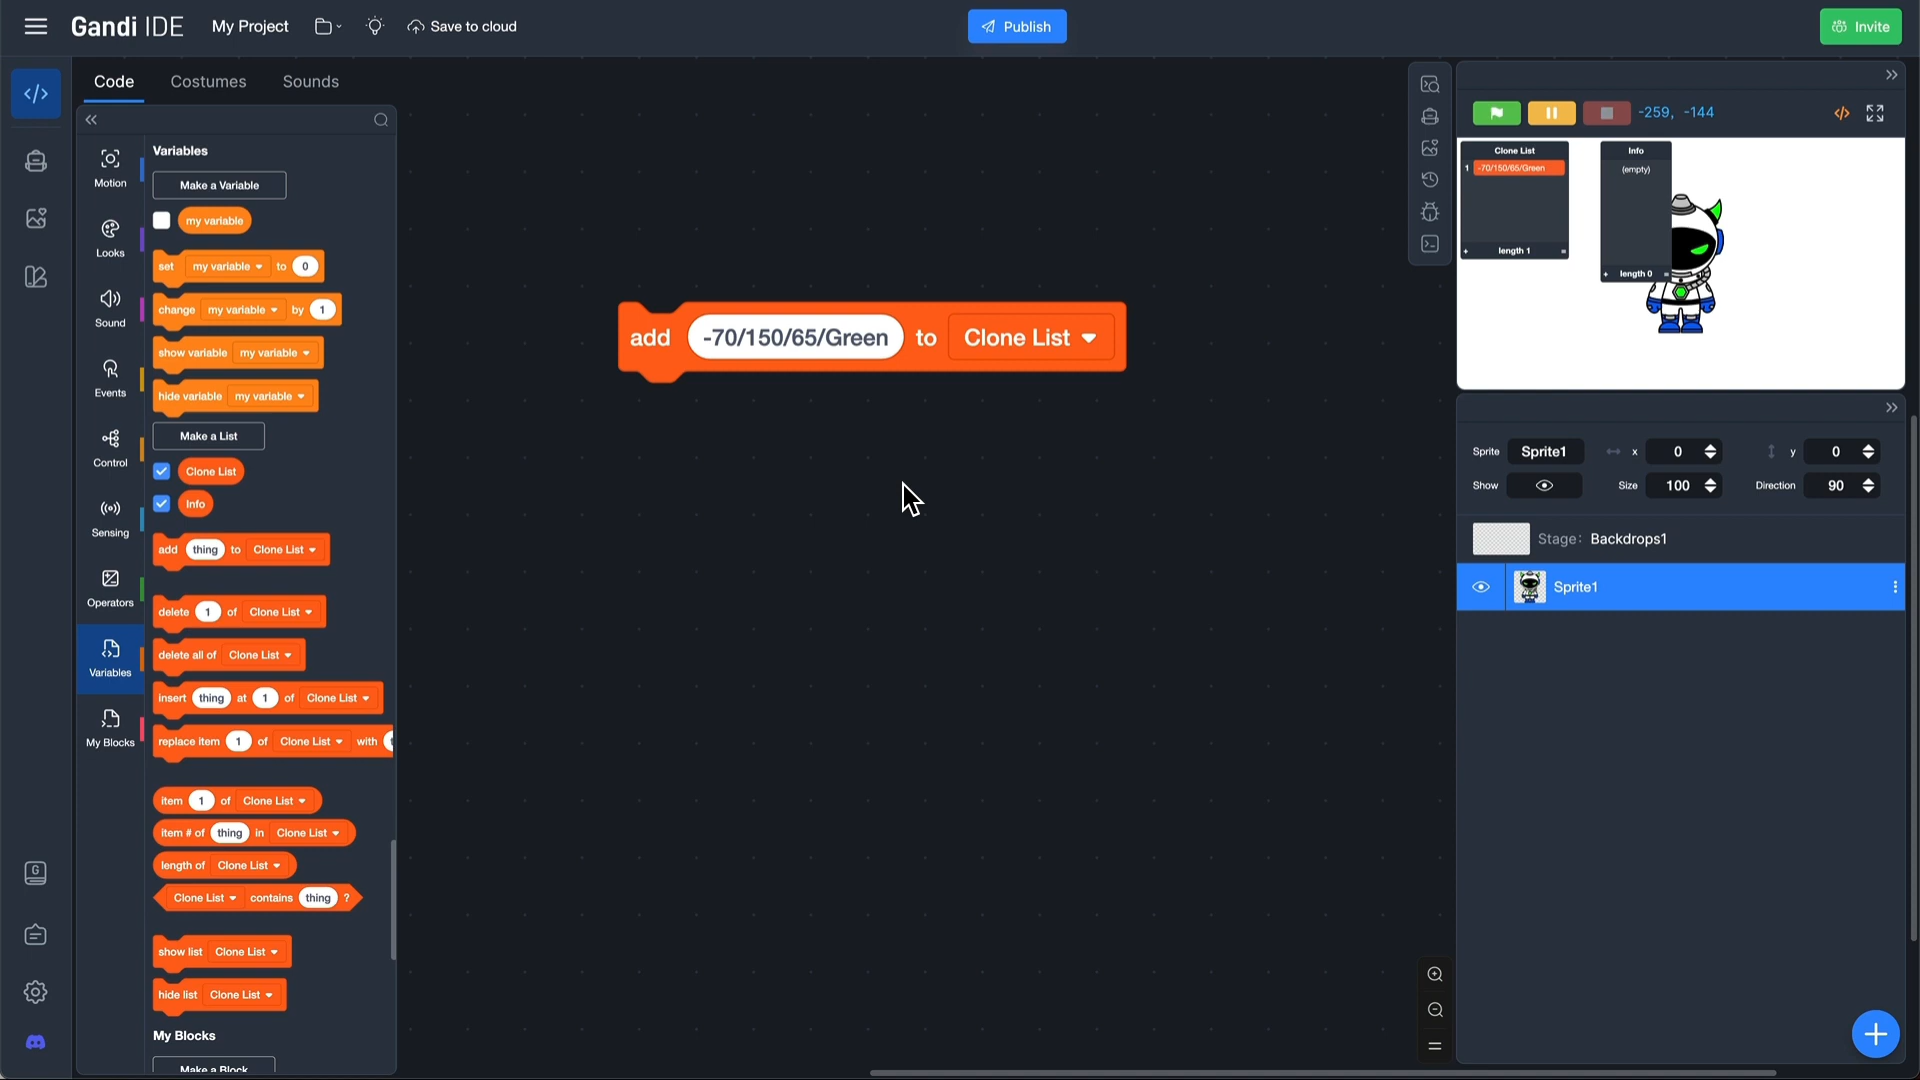 Gandi IDE
My Project
Save to cloud
Publish
Invite
Code
Costumes
Sounds
Motion
Looks
Sound
Events
Control
Sensing
Operators
Variables
My Blocks
Variables
Make a Variable
my variable
set my variable to 0
change my variable by 1
show variable my variable
hide variable my variable
Make a List
Clone List
Info
add thing to Clone List
delete 1 of Clone List
delete all of Clone List
insert thing at 1 of Clone List
replace item 1 of Clone List with
item 1 of Clone List
item # of thing in Clone List
length of Clone List
Clone List contains thing ?
show list Clone List
hide list Clone List
My Blocks
Make a Block
add -70/150/65/Green to Clone List
-259, -144
Clone List
1 -70/150/65/Green
+ length 1 =
Info
(empty)
+ length 0 =
Sprite Sprite1 x 0 y 0
Show Size 100 Direction 90
Stage: Backdrops1
Sprite1